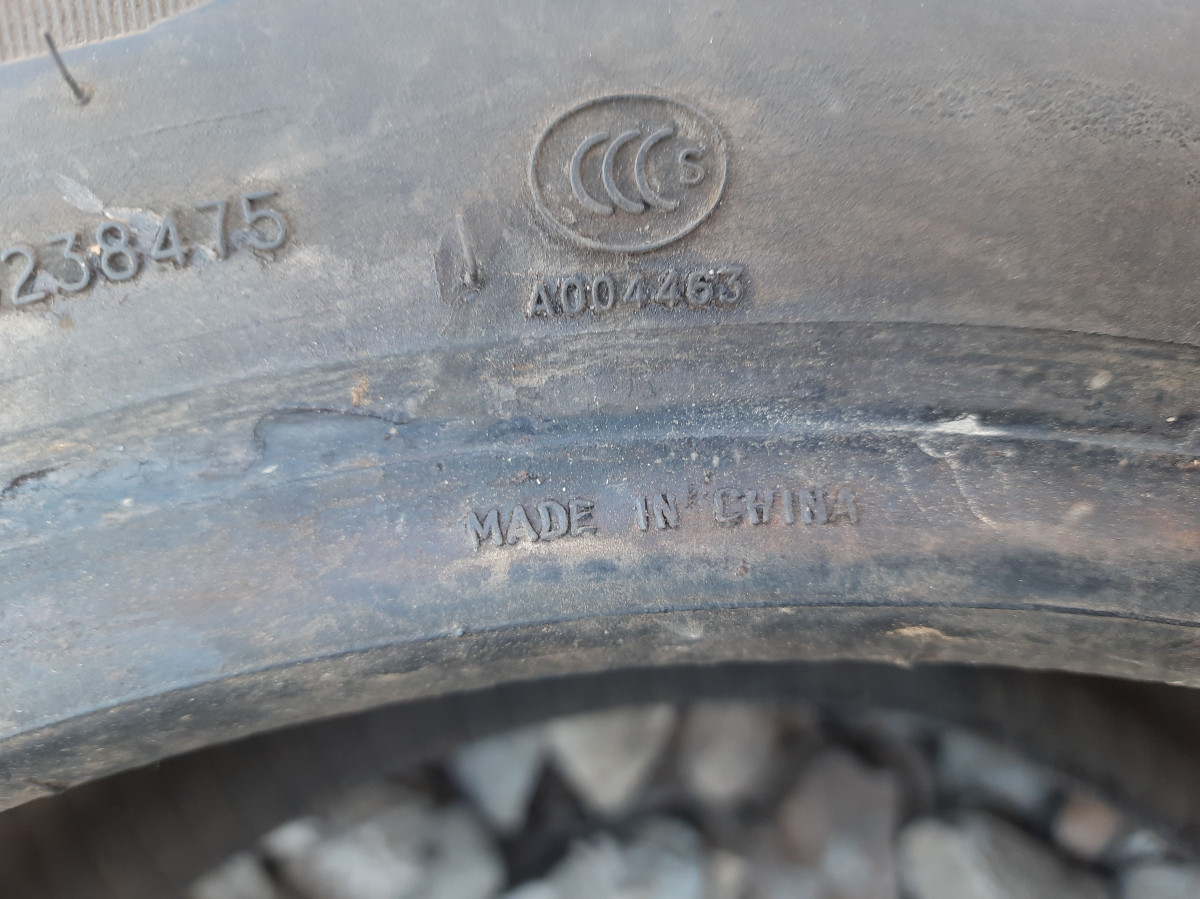 CCC S
238475
A004463
MADE IN CHINA